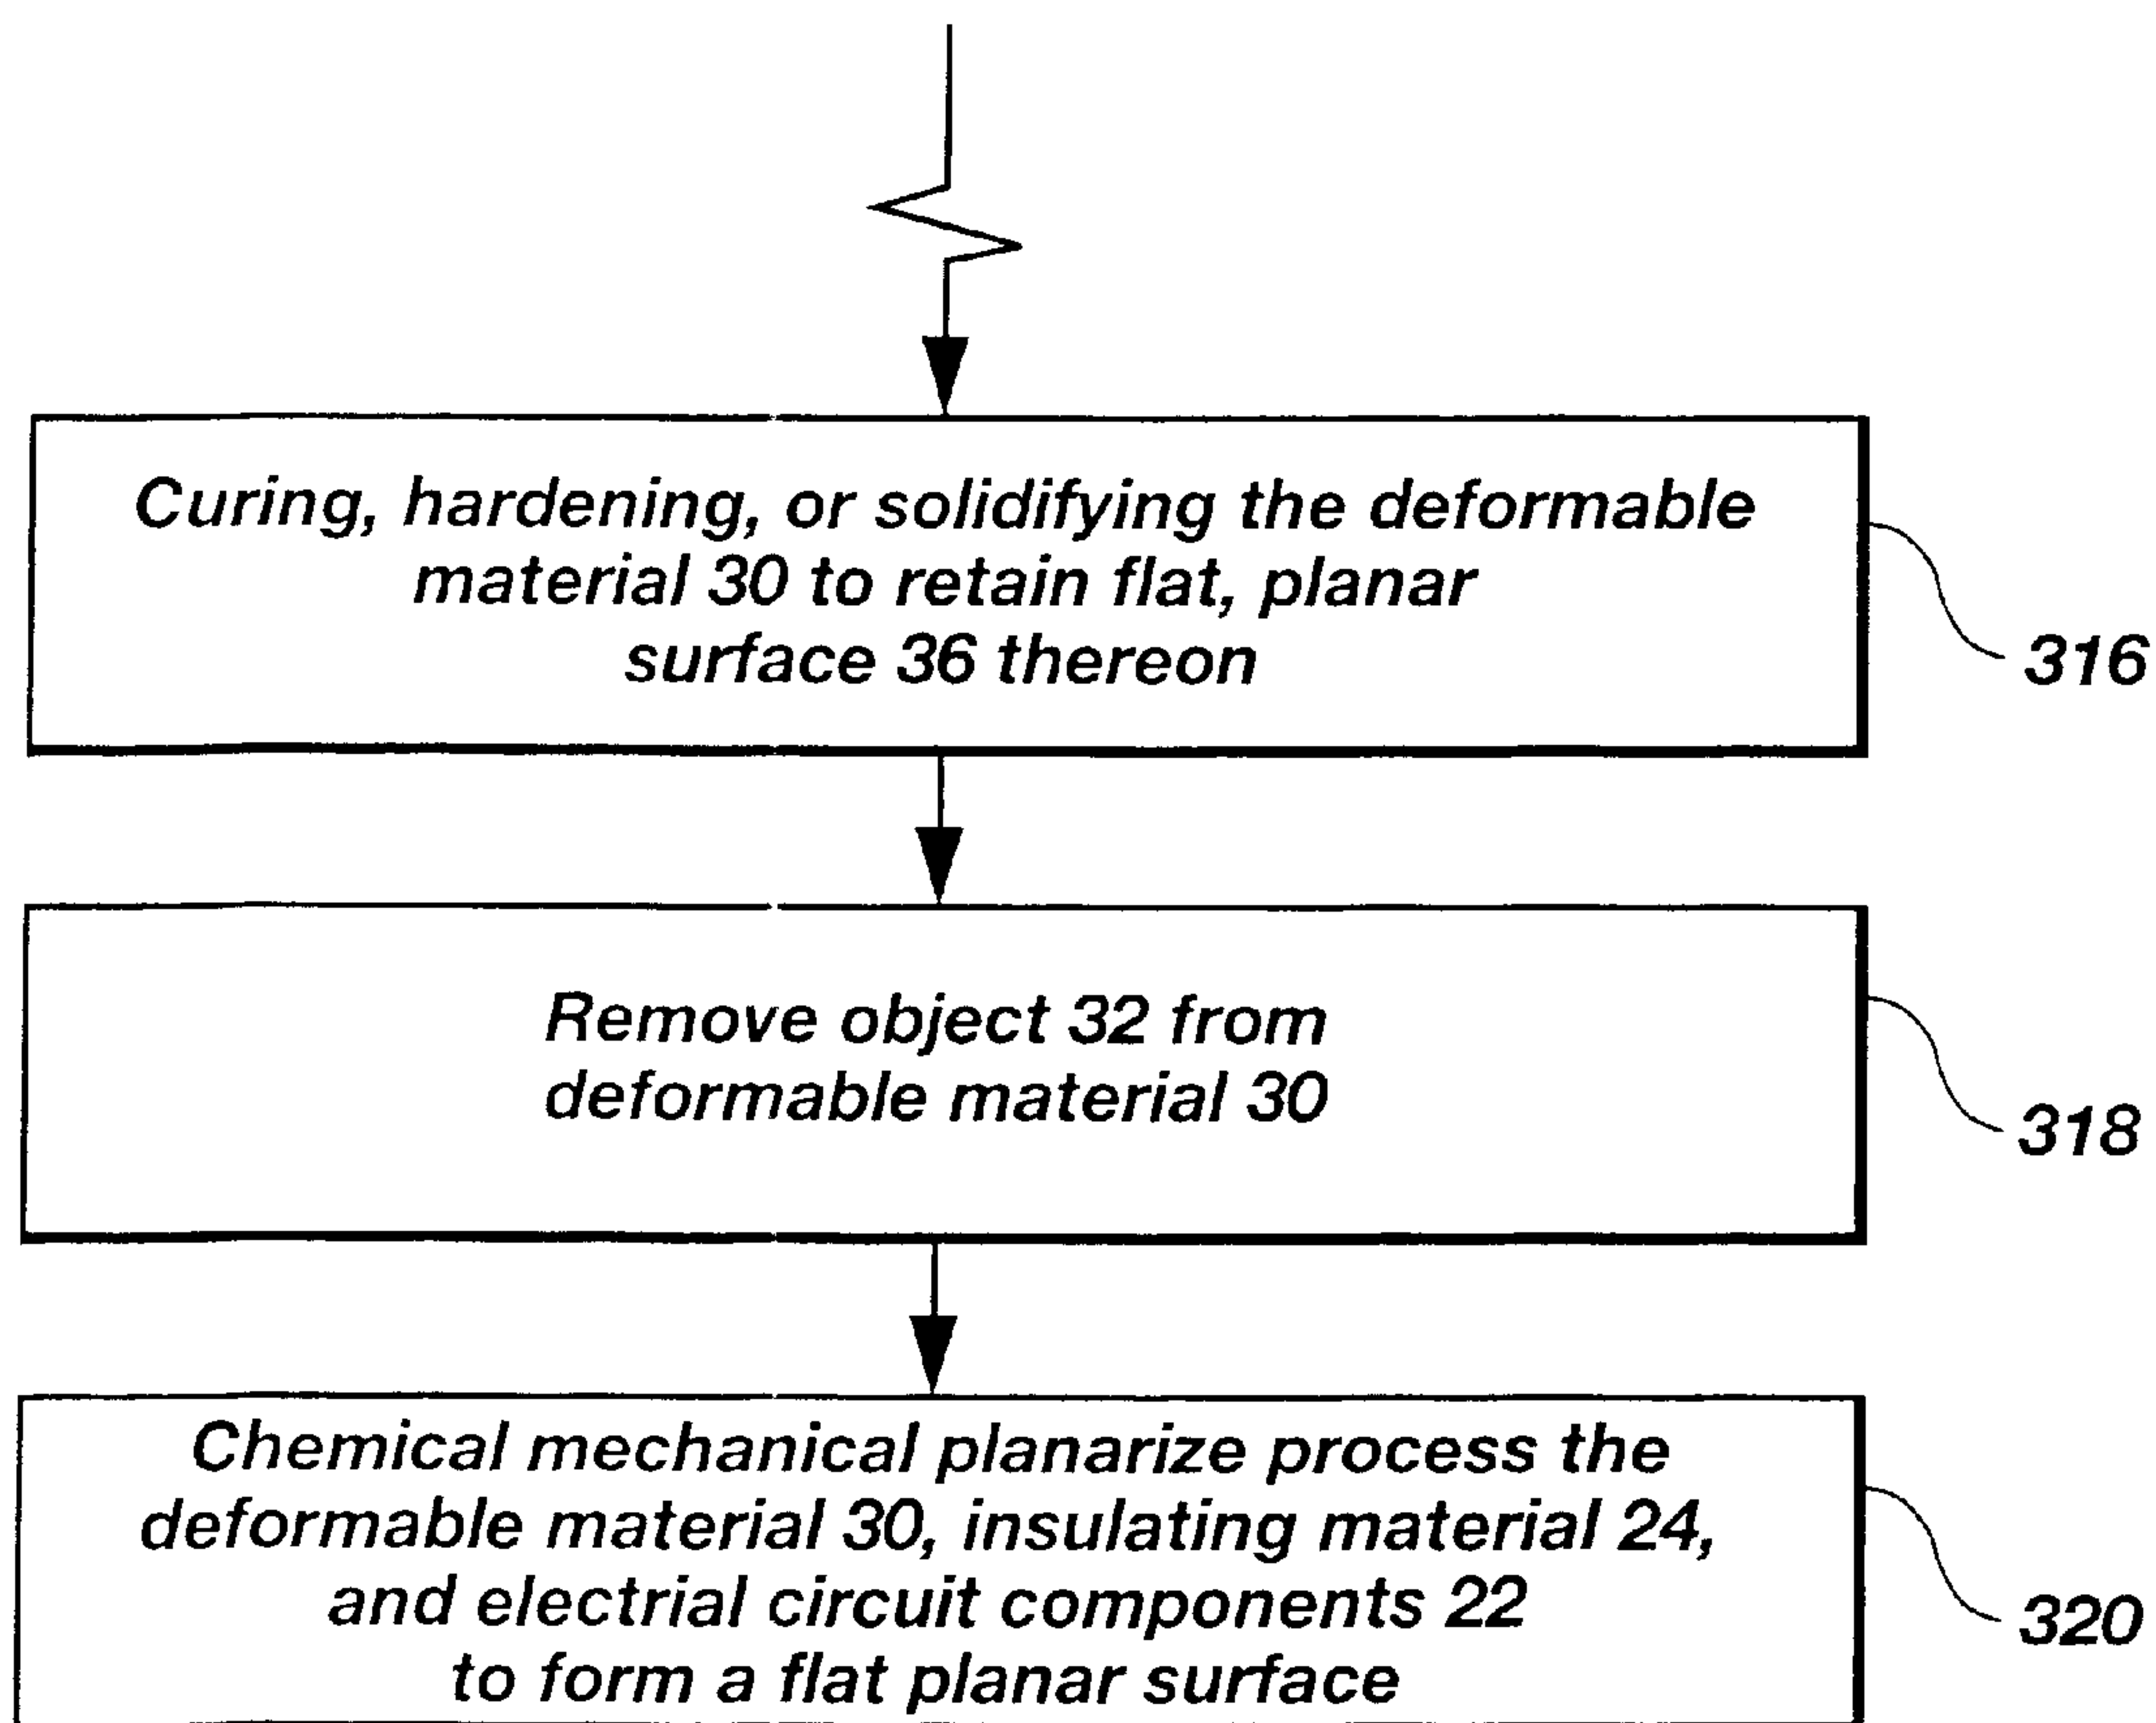 Curing, hardening, or solidifying the deformable
material 30 to retain flat, planar
surface 36 thereon
316
Remove object 32 from
deformable material 30
318
Chemical mechanical planarize process the
deformable material 30, insulating material 24,
and electrial circuit components 22
to form a flat planar surface
320